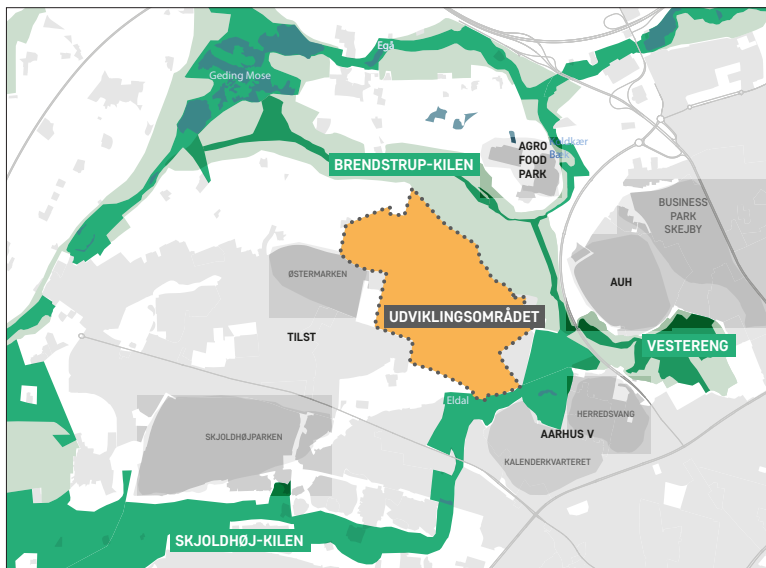 Egå
Geding Mose
BRENDSTRUP-KILEN
AGRO
FOOD
PARK
BUSINESS
PARK
SKEJBY
ØSTERMARKEN
AUH
UDVIKLINGSOMRÅDET
TILST
VESTERENG
Eldal
HERREDSVANG
SKJOLDHØJPARKEN
AARHUS V
KALENDERKVARTERET
SKJOLDHØJ-KILEN